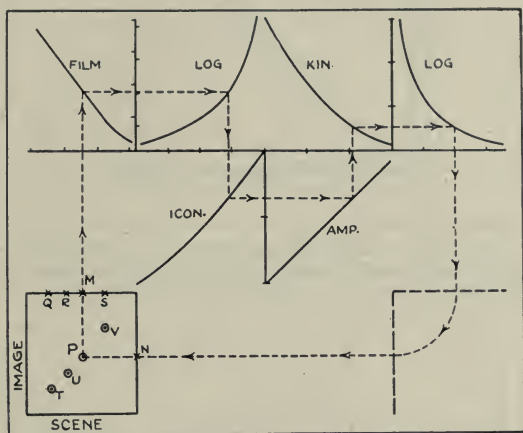 FILM
LOG
KIN.
LOG
ICON.
AMP.
M
Q R S
V
P N
U
T
IMAGE
SCENE